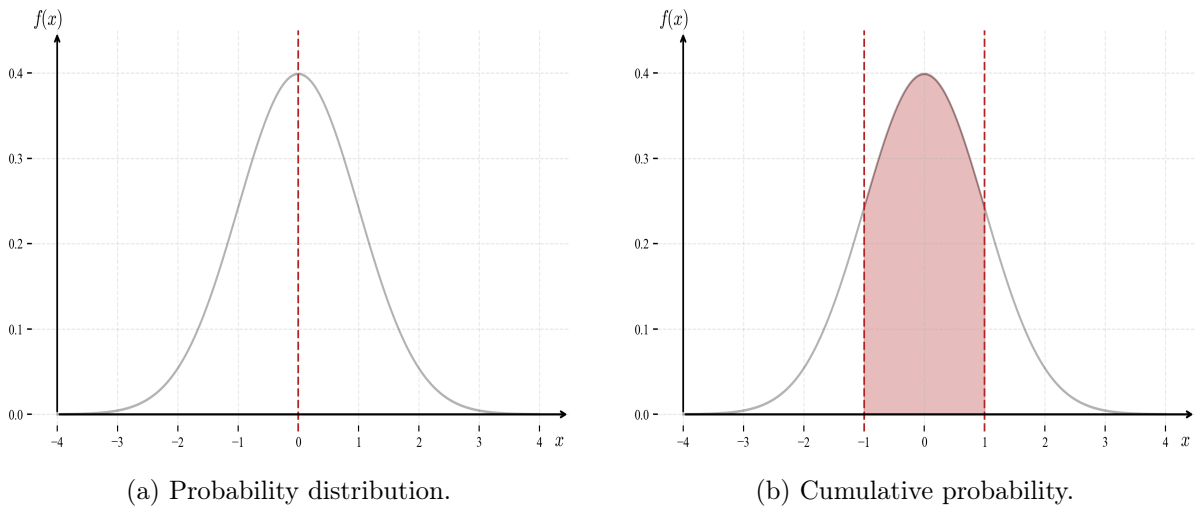 f(x)
0.4
0.3
0.2
0.1
0.0
−4 −3 −2 −1 0 1 2 3 4 x
(a) Probability distribution.
f(x)
0.4
0.3
0.2
0.1
0.0
−4 −3 −2 −1 0 1 2 3 4 x
(b) Cumulative probability.